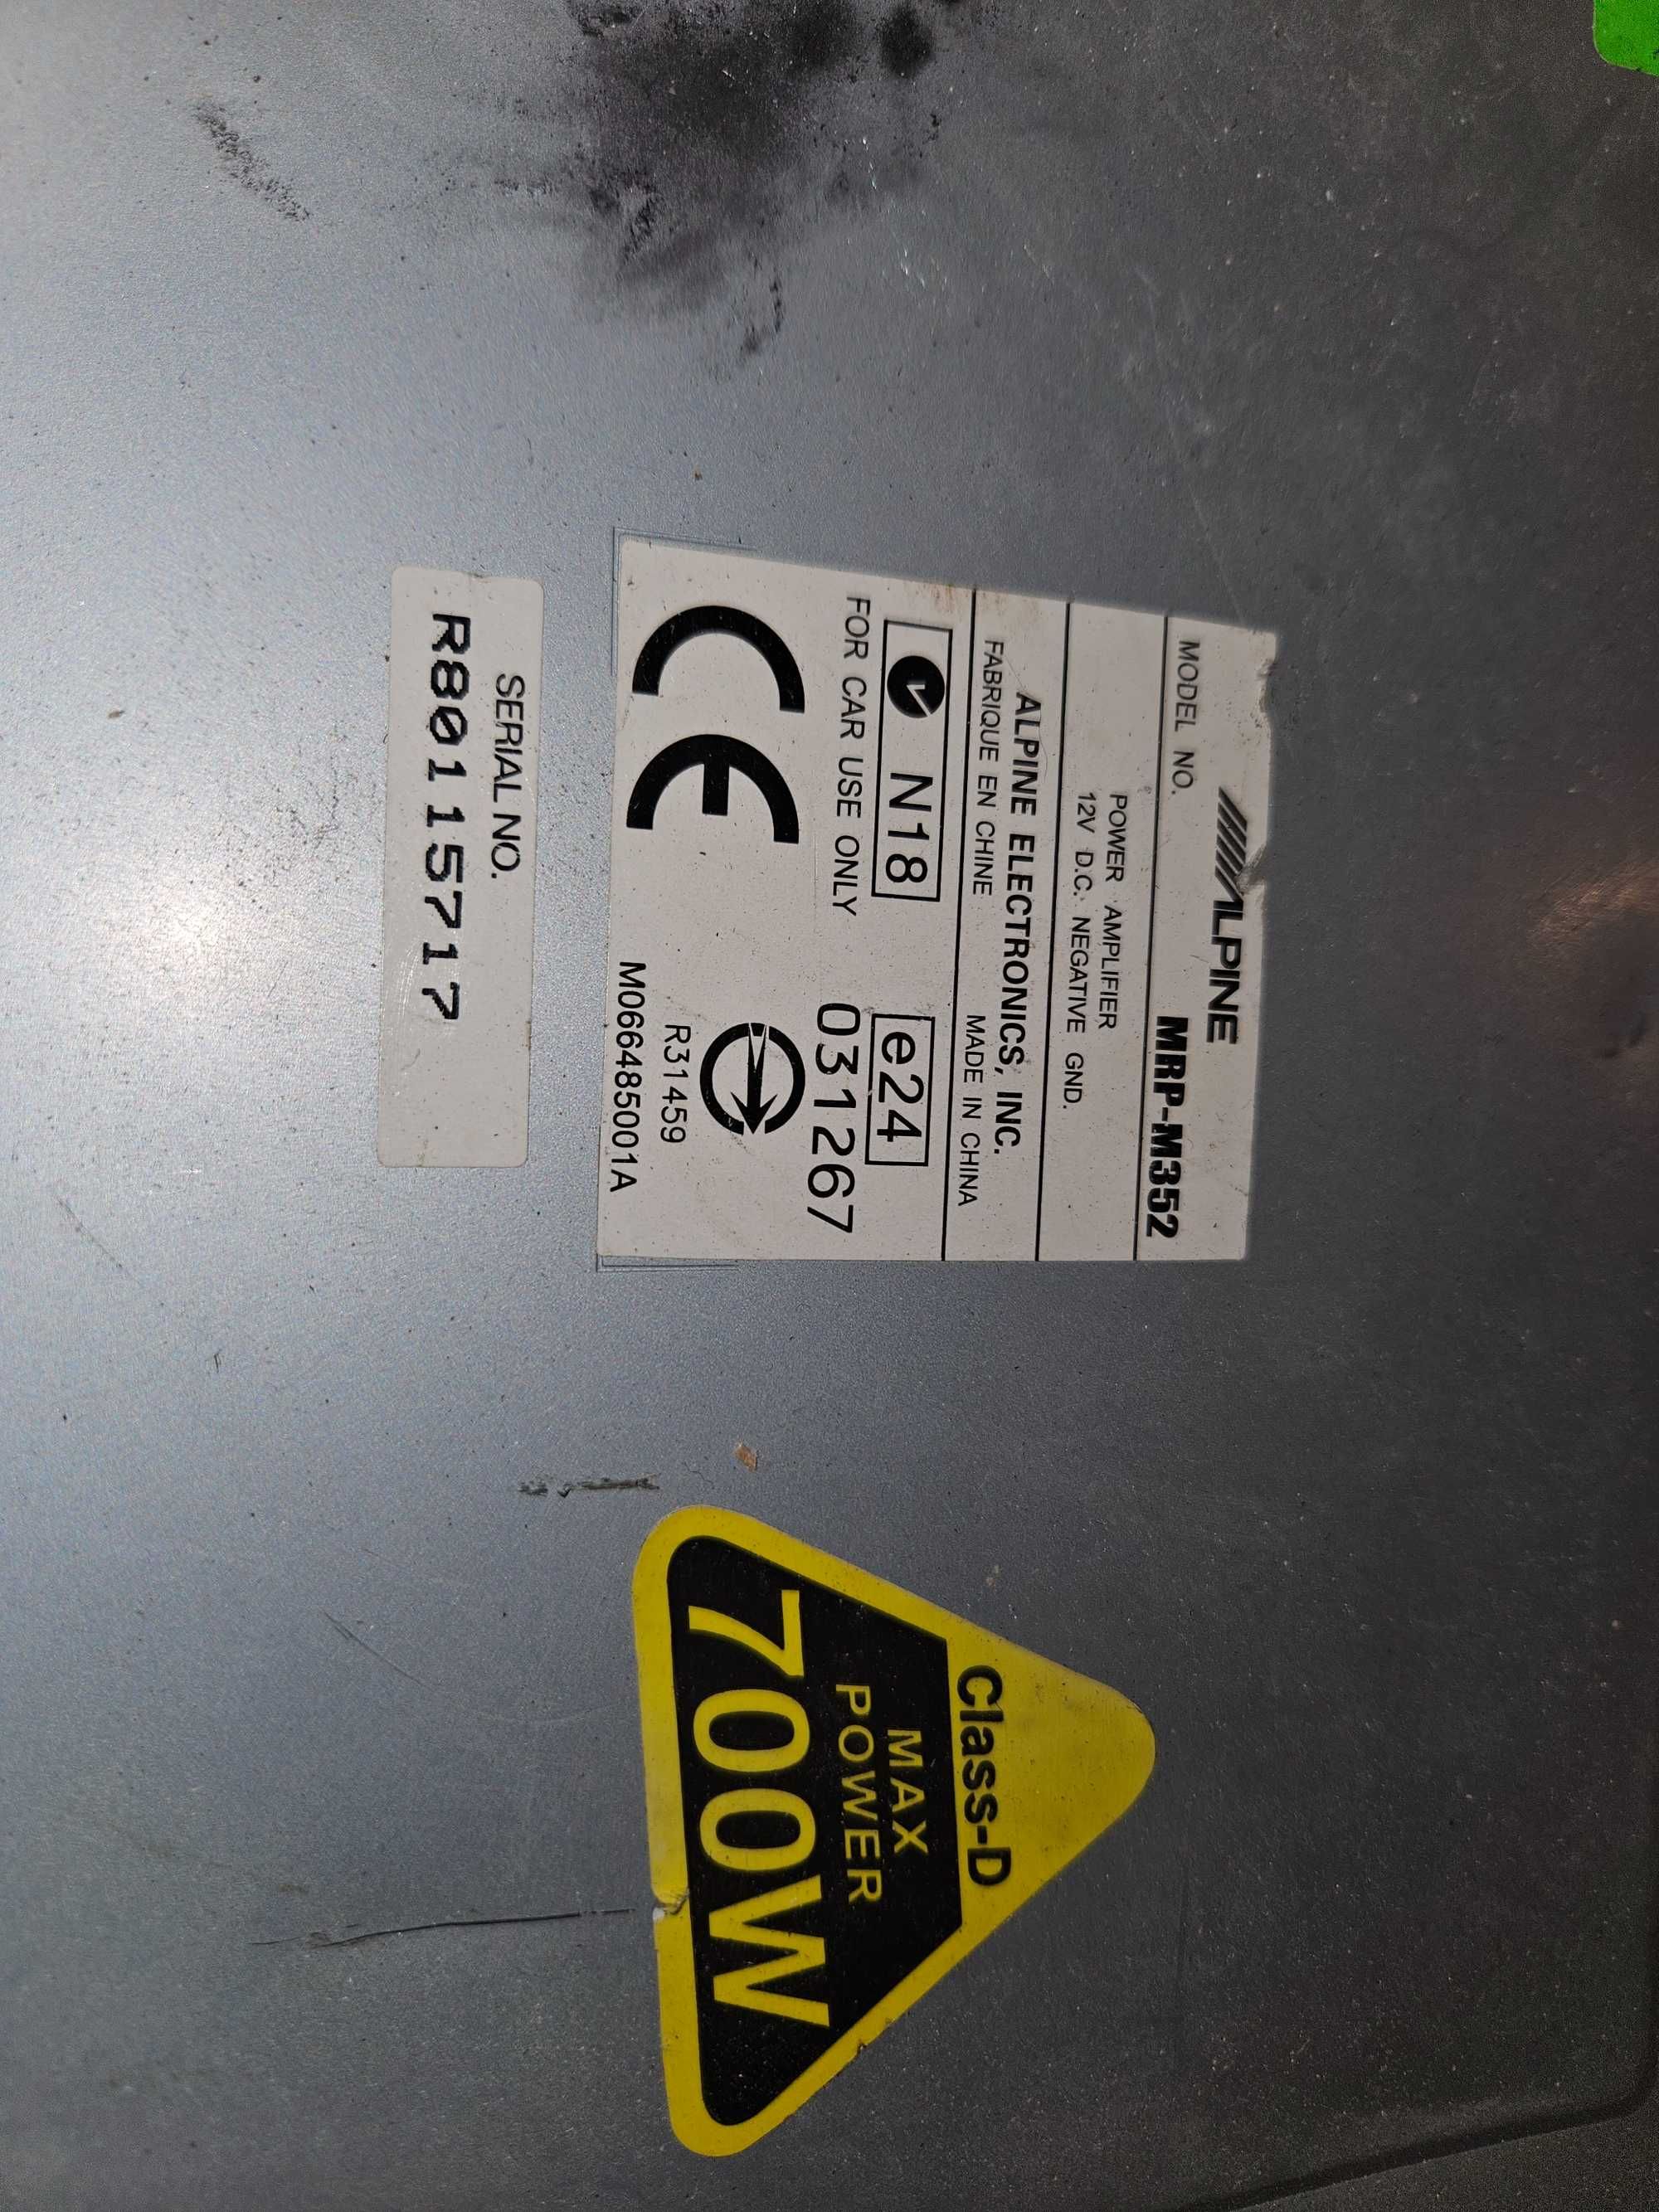 ALPINE
MODEL NO. MRP-M352
POWER AMPLIFIER
12V D.C. NEGATIVE GND.
ALPINE ELECTRONICS, INC.
FABRIQUE EN CHINE MADE IN CHINA
N18 e24
FOR CAR USE ONLY 031267
CE
R31459
M066485001A
SERIAL NO.
R80115717
Class-D
MAX
POWER
700W